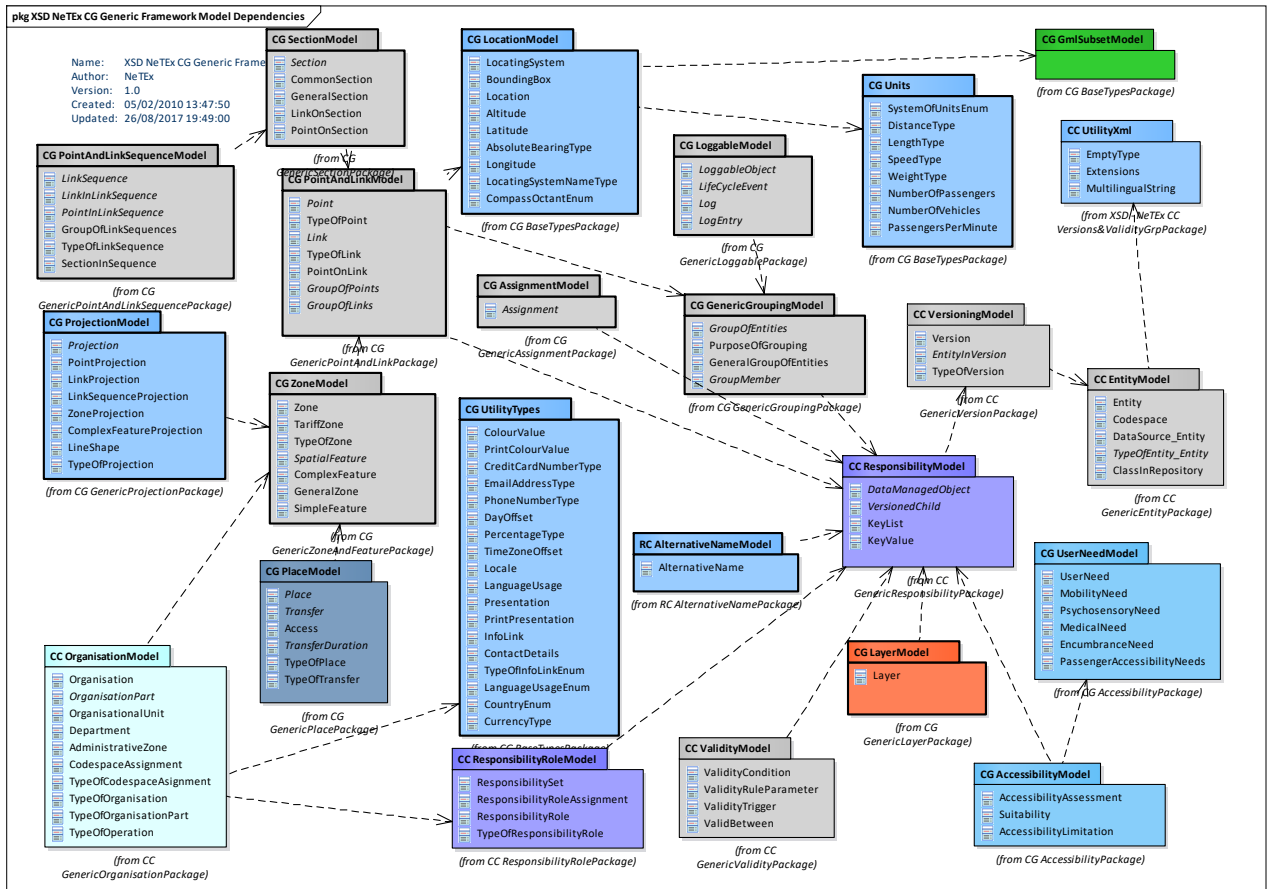 pkg XSD NeTEx CG Generic Framework Model Dependencies
Name: XSD NeTEx CG Generic Frame
Author: NeTEx
Version: 1.0
Created: 05/02/2010 13:47:50
Updated: 26/08/2017 19:49:00
CG SectionModel
Section
CommonSection
GeneralSection
LinkOnSection
PointOnSection
(from CG
GenericSectionPackage)
CG LocationModel
LocatingSystem
BoundingBox
Location
Altitude
Latitude
AbsoluteBearingType
Longitude
LocatingSystemNameType
CompassOctantEnum
(from CG BaseTypesPackage)
CG GmlSubsetModel
(from CG BaseTypesPackage)
CG Units
SystemOfUnitsEnum
DistanceType
LengthType
SpeedType
WeightType
NumberOfPassengers
NumberOfVehicles
PassengersPerMinute
(from CG BaseTypesPackage)
CC UtilityXml
EmptyType
Extensions
MultilingualString
(from XSD NeTEx CC
Versions&ValidityGrpPackage)
CG PointAndLinkSequenceModel
LinkSequence
LinkInLinkSequence
PointInLinkSequence
GroupOfLinkSequences
TypeOfLinkSequence
SectionInSequence
(from CG
GenericPointAndLinkSequencePackage)
CG PointAndLinkModel
Point
TypeOfPoint
Link
TypeOfLink
PointOnLink
GroupOfPoints
GroupOfLinks
(from CG
GenericPointAndLinkPackage)
CG LoggableModel
LoggableObject
LifeCycleEvent
Log
LogEntry
(from CG
GenericLoggablePackage)
CG AssignmentModel
Assignment
(from CG
GenericAssignmentPackage)
CG GenericGroupingModel
GroupOfEntities
PurposeOfGrouping
GeneralGroupOfEntities
GroupMember
(from CG GenericGroupingPackage)
CC VersioningModel
Version
EntityInVersion
TypeOfVersion
(from CC
GenericVersionPackage)
CC EntityModel
Entity
Codespace
DataSource_Entity
TypeOfEntity_Entity
ClassInRepository
(from CC
GenericEntityPackage)
CG ProjectionModel
Projection
PointProjection
LinkProjection
LinkSequenceProjection
ZoneProjection
ComplexFeatureProjection
LineShape
TypeOfProjection
(from CG GenericProjectionPackage)
CG ZoneModel
Zone
TariffZone
TypeOfZone
SpatialFeature
ComplexFeature
GeneralZone
SimpleFeature
(from CG
GenericZoneAndFeaturePackage)
CG UtilityTypes
ColourValue
PrintColourValue
CreditCardNumberType
EmailAddressType
PhoneNumberType
DayOffset
PercentageType
TimeZoneOffset
Locale
LanguageUsage
Presentation
PrintPresentation
InfoLink
ContactDetails
TypeOfInfoLinkEnum
LanguageUsageEnum
CountryEnum
CurrencyType
(from CG BaseTypesPackage)
CC ResponsibilityModel
DataManagedObject
VersionedChild
KeyList
KeyValue
(from CC
GenericResponsibilityPackage)
RC AlternativeNameModel
AlternativeName
(from RC AlternativeNamePackage)
CG UserNeedModel
UserNeed
MobilityNeed
PsychosensoryNeed
MedicalNeed
EncumbranceNeed
PassengerAccessibilityNeeds
(from CG AccessibilityPackage)
CG PlaceModel
Place
Transfer
Access
TransferDuration
TypeOfPlace
TypeOfTransfer
(from CG
GenericPlacePackage)
CG LayerModel
Layer
(from CG
GenericLayerPackage)
CC OrganisationModel
Organisation
OrganisationPart
OrganisationalUnit
Department
AdministrativeZone
CodespaceAssignment
TypeOfCodespaceAsignment
TypeOfOrganisation
TypeOfOrganisationPart
TypeOfOperation
(from CC
GenericOrganisationPackage)
CC ResponsibilityRoleModel
ResponsibilitySet
ResponsibilityRoleAssignment
ResponsibilityRole
TypeOfResponsibilityRole
(from CC ResponsibilityRolePackage)
CC ValidityModel
ValidityCondition
ValidityRuleParameter
ValidityTrigger
ValidBetween
(from CC
GenericValidityPackage)
CG AccessibilityModel
AccessibilityAssessment
Suitability
AccessibilityLimitation
(from CG AccessibilityPackage)